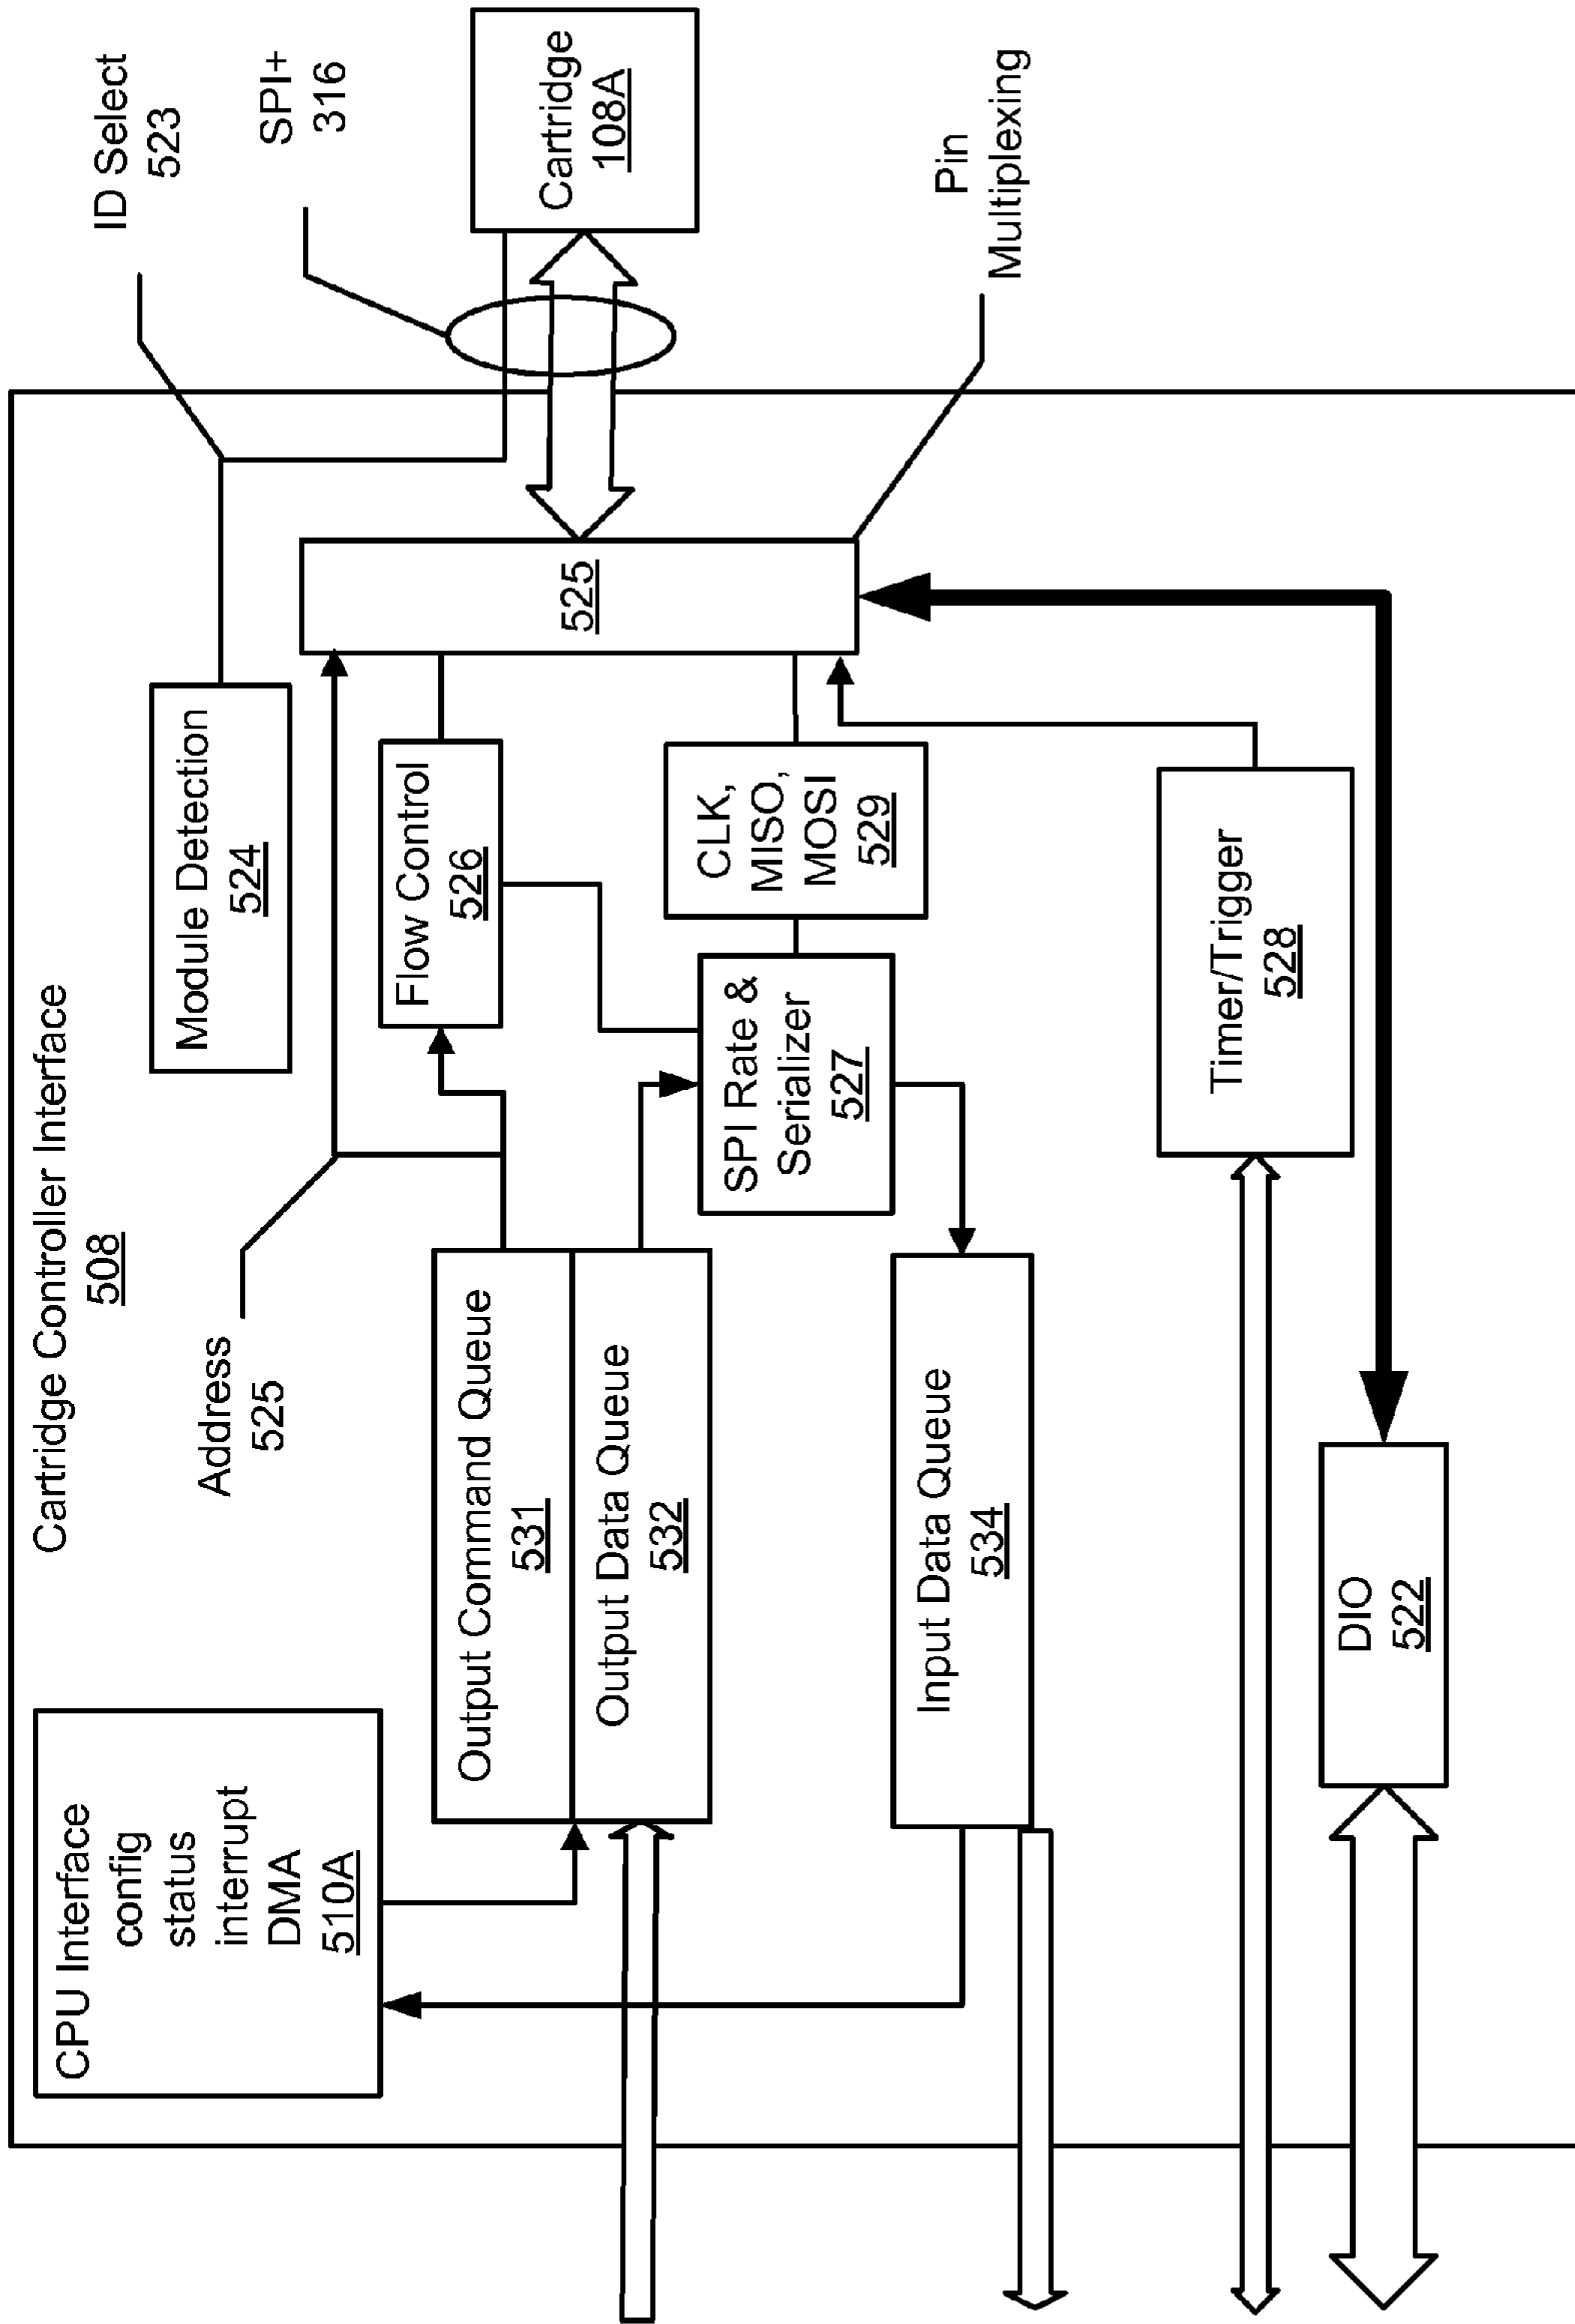 Cartridge Controller Interface
508
CPU Interface
config
status
interrupt
DMA
510A
Address
525
Module Detection
524
ID Select
523
SPI+
316
Output Command Queue
531
Output Data Queue
532
Flow Control
526
525
Cartridge
108A
SPI Rate &
Serializer
527
CLK,
MISO,
MOSI
529
Input Data Queue
534
Pin
Multiplexing
Timer/Trigger
528
DIO
522